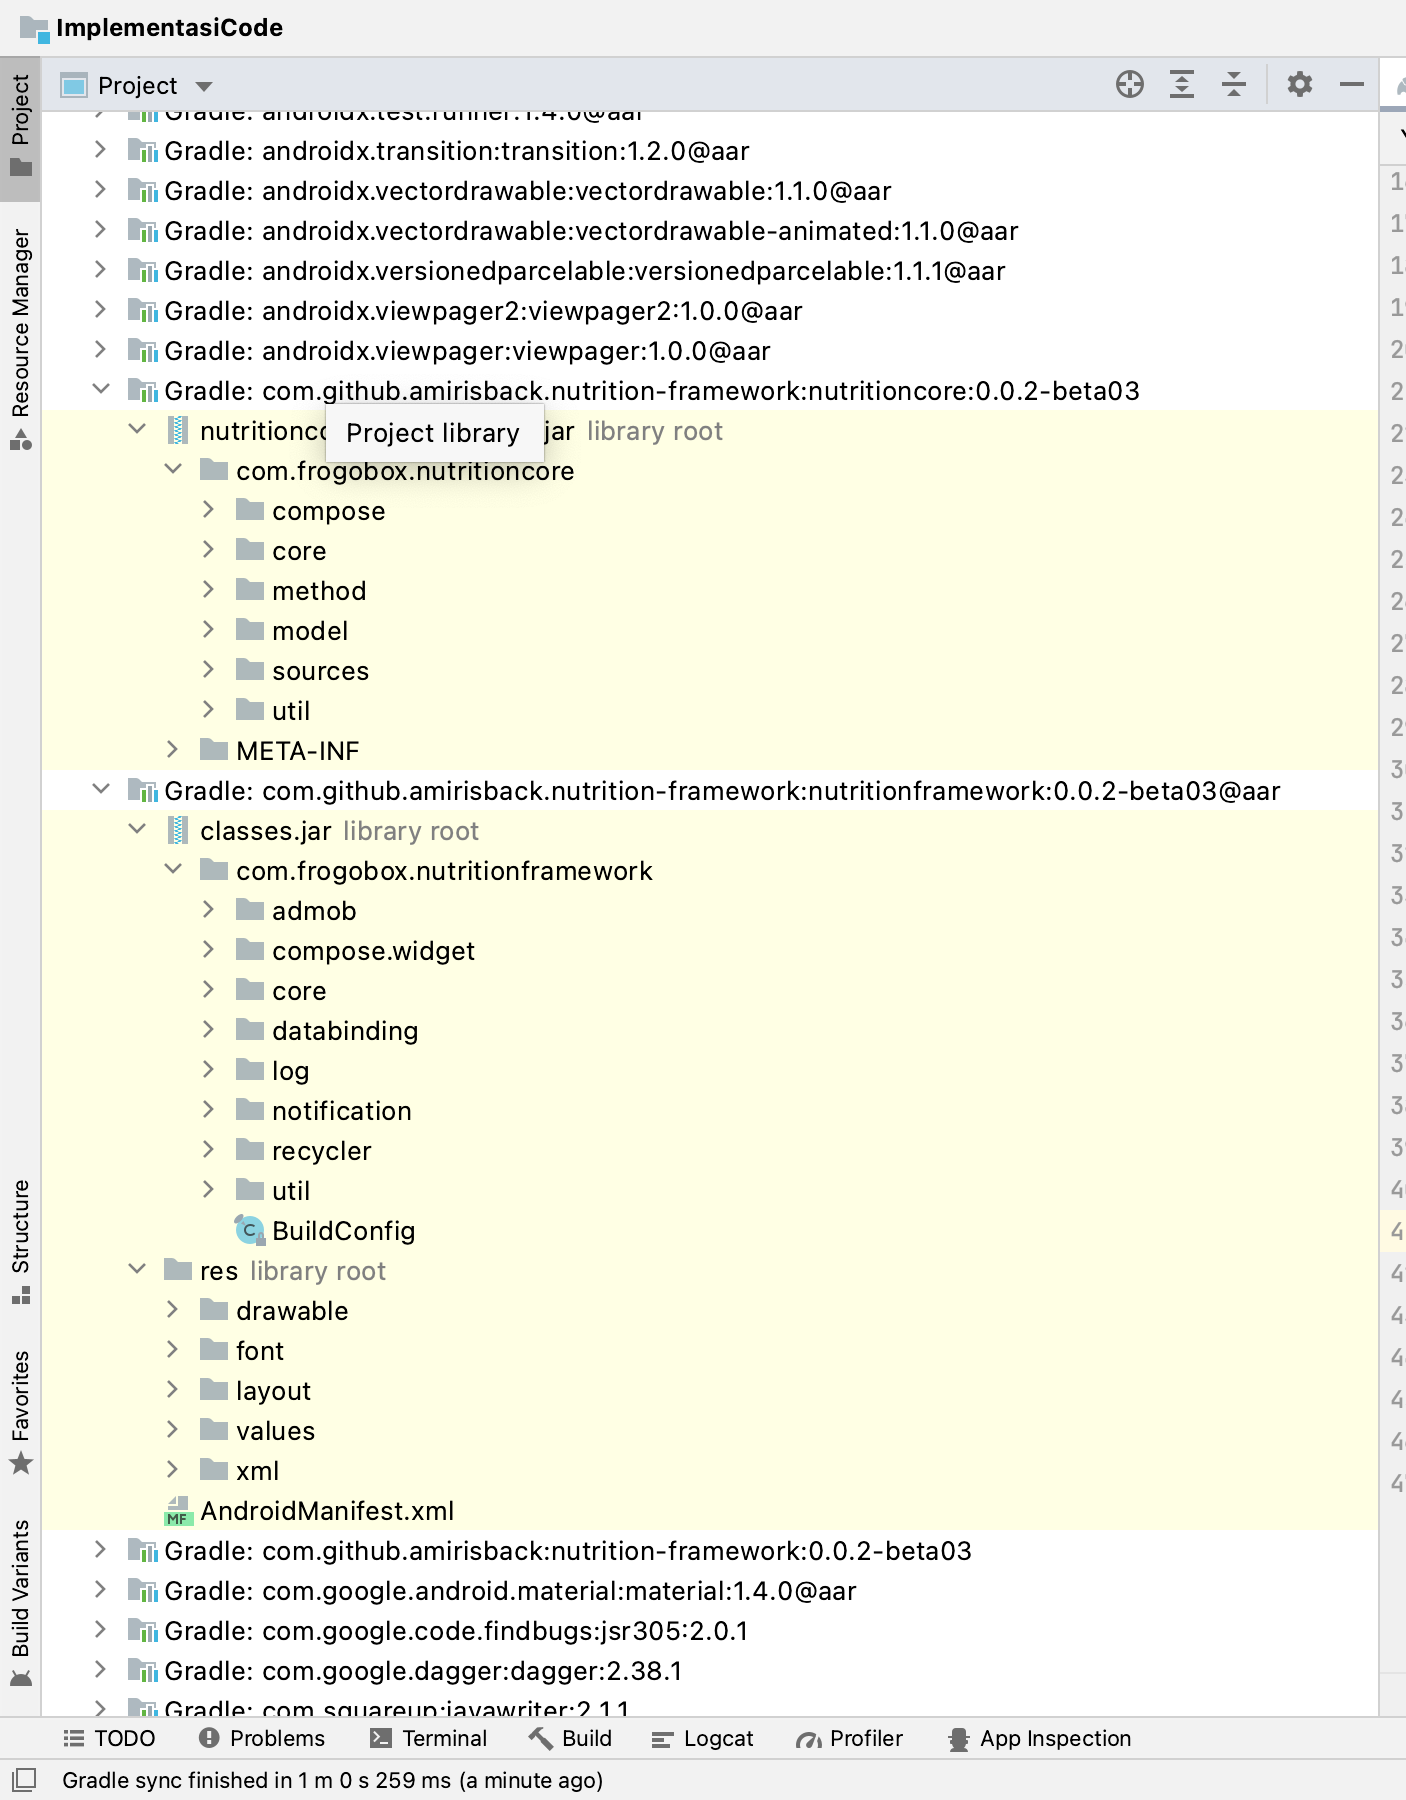 ImplementasiCode
Project
Project
Resource Manager
Structure
Favorites
Build Variants
Gradle: androidx.test:runner:1.4.0@aar
Gradle: androidx.transition:transition:1.2.0@aar
Gradle: androidx.vectordrawable:vectordrawable:1.1.0@aar
Gradle: androidx.vectordrawable:vectordrawable-animated:1.1.0@aar
Gradle: androidx.versionedparcelable:versionedparcelable:1.1.1@aar
Gradle: androidx.viewpager2:viewpager2:1.0.0@aar
Gradle: androidx.viewpager:viewpager:1.0.0@aar
Gradle: com.github.amirisback.nutrition-framework:nutritioncore:0.0.2-beta03
Project library
jar library root
com.frogobox.nutritioncore
compose
core
method
model
sources
util
META-INF
Gradle: com.github.amirisback.nutrition-framework:nutritionframework:0.0.2-beta03@aar
classes.jar library root
com.frogobox.nutritionframework
admob
compose.widget
core
databinding
log
notification
recycler
util
BuildConfig
res library root
drawable
font
layout
values
xml
AndroidManifest.xml
Gradle: com.github.amirisback:nutrition-framework:0.0.2-beta03
Gradle: com.google.android.material:material:1.4.0@aar
Gradle: com.google.code.findbugs:jsr305:2.0.1
Gradle: com.google.dagger:dagger:2.38.1
Gradle: com.squareup:javawriter:2.1.1
TODO Problems Terminal Build Logcat Profiler App Inspection
Gradle sync finished in 1 m 0 s 259 ms (a minute ago)